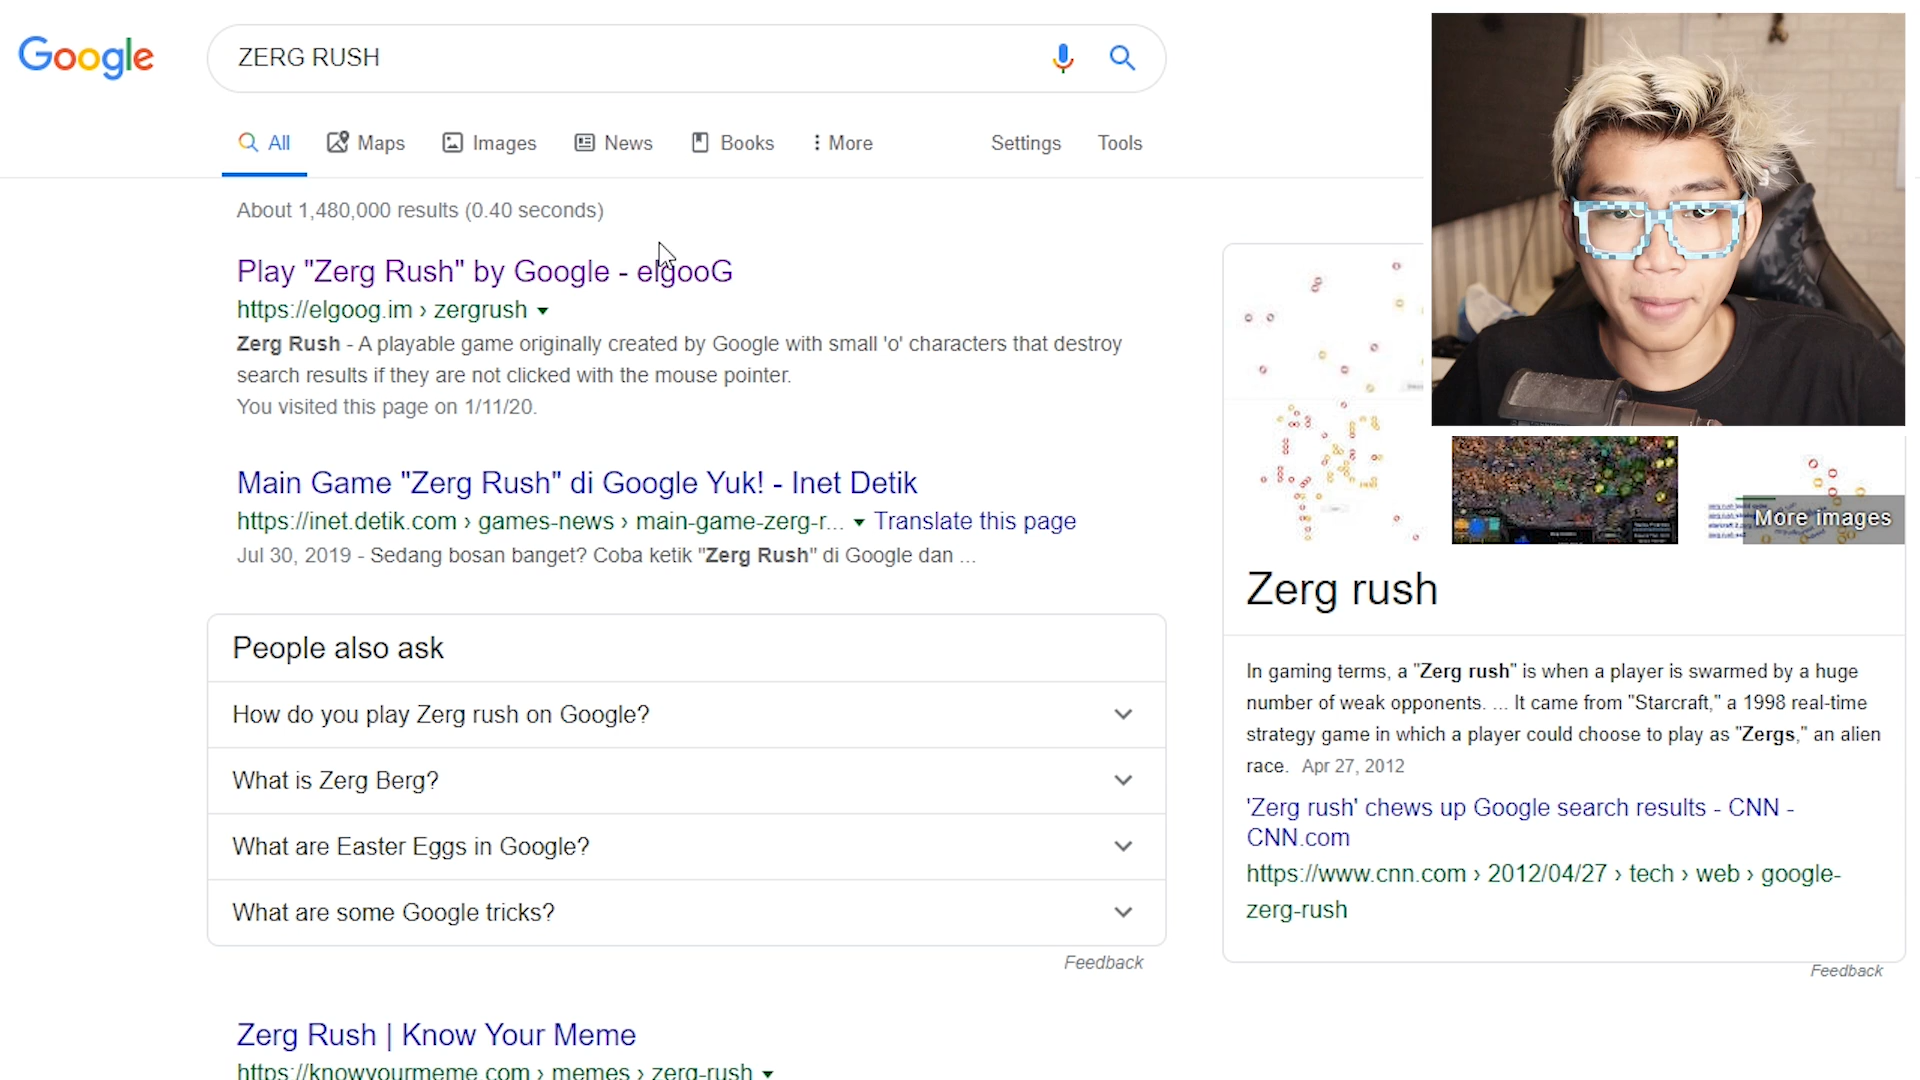 Google
ZERG RUSH
All
Maps
Images
News
Books
More
Settings
Tools
About 1,480,000 results (0.40 seconds)
Play "Zerg Rush" by Google - elgooG
https://elgoog.im › zergrush
Zerg Rush - A playable game originally created by Google with small 'o' characters that destroy
search results if they are not clicked with the mouse pointer.
You visited this page on 1/11/20.
Main Game "Zerg Rush" di Google Yuk! - Inet Detik
https://inet.detik.com › games-news › main-game-zerg-r... Translate this page
Jul 30, 2019 - Sedang bosan banget? Coba ketik "Zerg Rush" di Google dan ...
People also ask
How do you play Zerg rush on Google?
What is Zerg Berg?
What are Easter Eggs in Google?
What are some Google tricks?
Feedback
Zerg Rush | Know Your Meme
https://knowyourmeme.com › memes › zerg-rush
More images
Zerg rush
In gaming terms, a "Zerg rush" is when a player is swarmed by a huge
number of weak opponents. ... It came from "Starcraft," a 1998 real-time
strategy game in which a player could choose to play as "Zergs," an alien
race. Apr 27, 2012
'Zerg rush' chews up Google search results - CNN -
CNN.com
https://www.cnn.com › 2012/04/27 › tech › web › google-
zerg-rush
Feedback